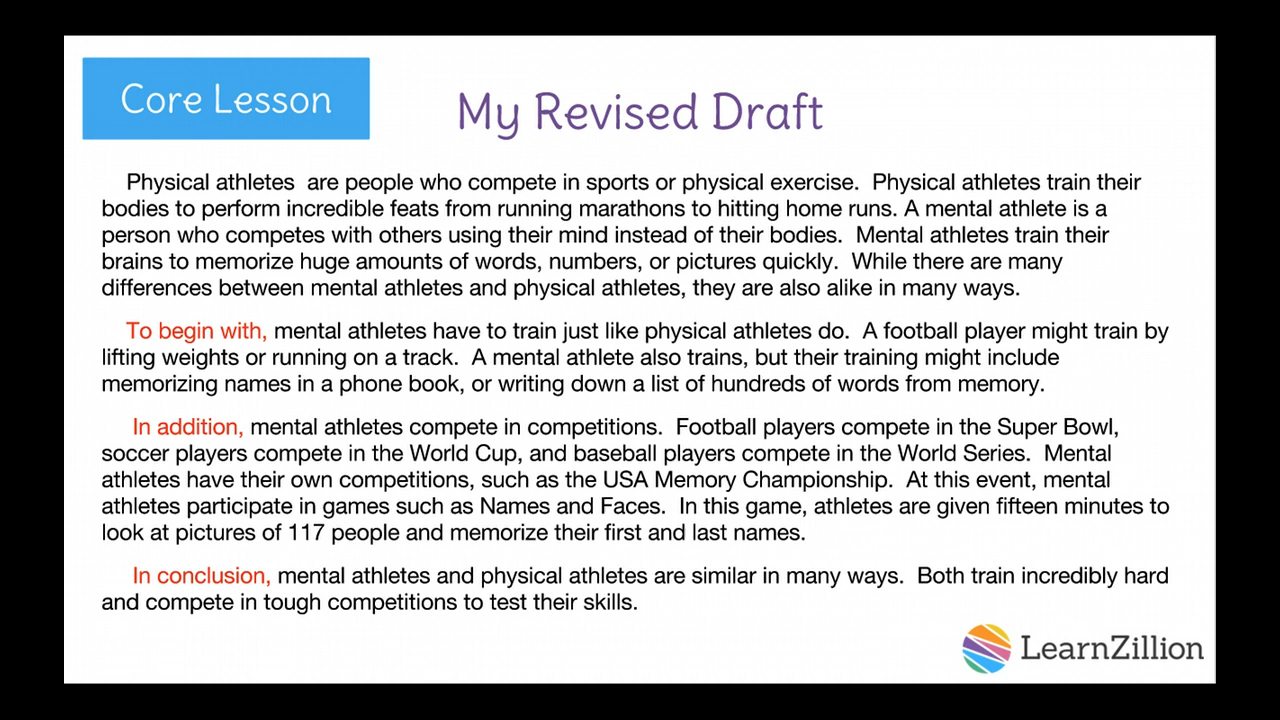 Core Lesson
My Revised Draft
Physical athletes  are people who compete in sports or physical exercise.  Physical athletes train their
bodies to perform incredible feats from running marathons to hitting home runs. A mental athlete is a
person who competes with others using their mind instead of their bodies.  Mental athletes train their
brains to memorize huge amounts of words, numbers, or pictures quickly.  While there are many
differences between mental athletes and physical athletes, they are also alike in many ways.
To begin with, mental athletes have to train just like physical athletes do.  A football player might train by
lifting weights or running on a track.  A mental athlete also trains, but their training might include
memorizing names in a phone book, or writing down a list of hundreds of words from memory.
In addition, mental athletes compete in competitions.  Football players compete in the Super Bowl,
soccer players compete in the World Cup, and baseball players compete in the World Series.  Mental
athletes have their own competitions, such as the USA Memory Championship.  At this event, mental
athletes participate in games such as Names and Faces.  In this game, athletes are given fifteen minutes to
look at pictures of 117 people and memorize their first and last names.
In conclusion, mental athletes and physical athletes are similar in many ways.  Both train incredibly hard
and compete in tough competitions to test their skills.
LearnZillion